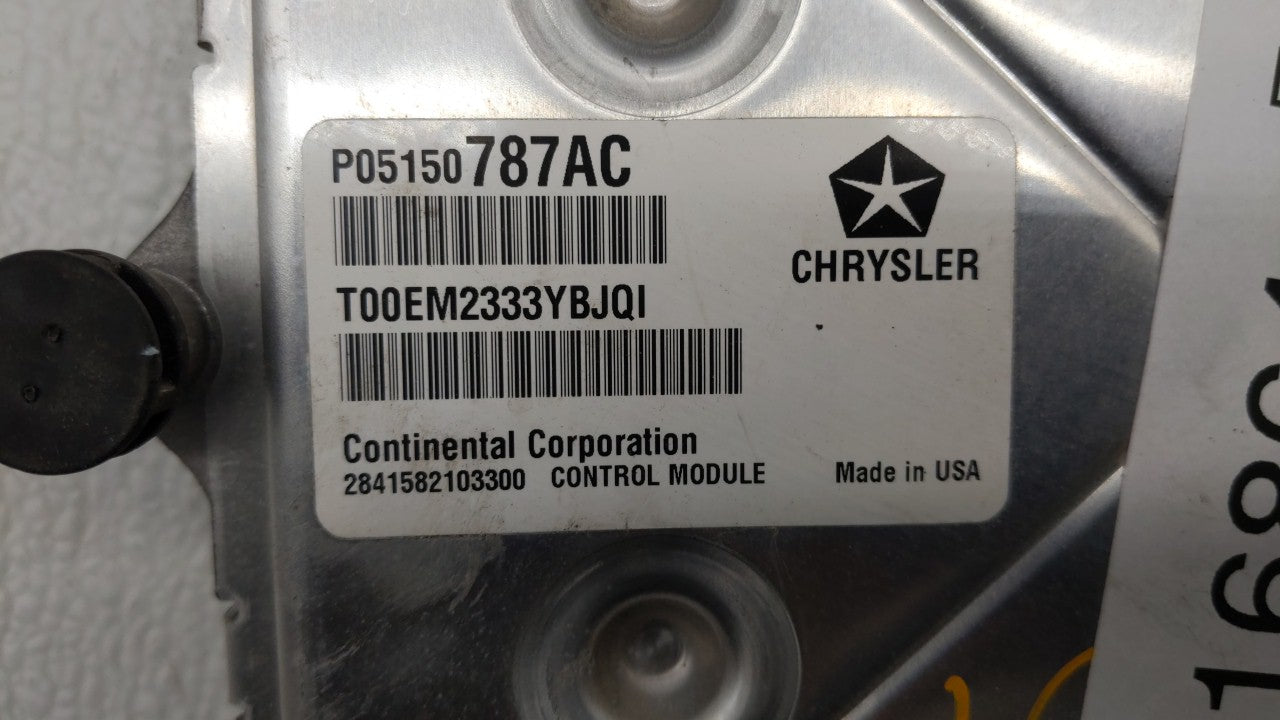 P05150787AC
CHRYSLER
T00EM2333YBJQI
Continental Corporation
2841582103300 CONTROL MODULE Made in USA